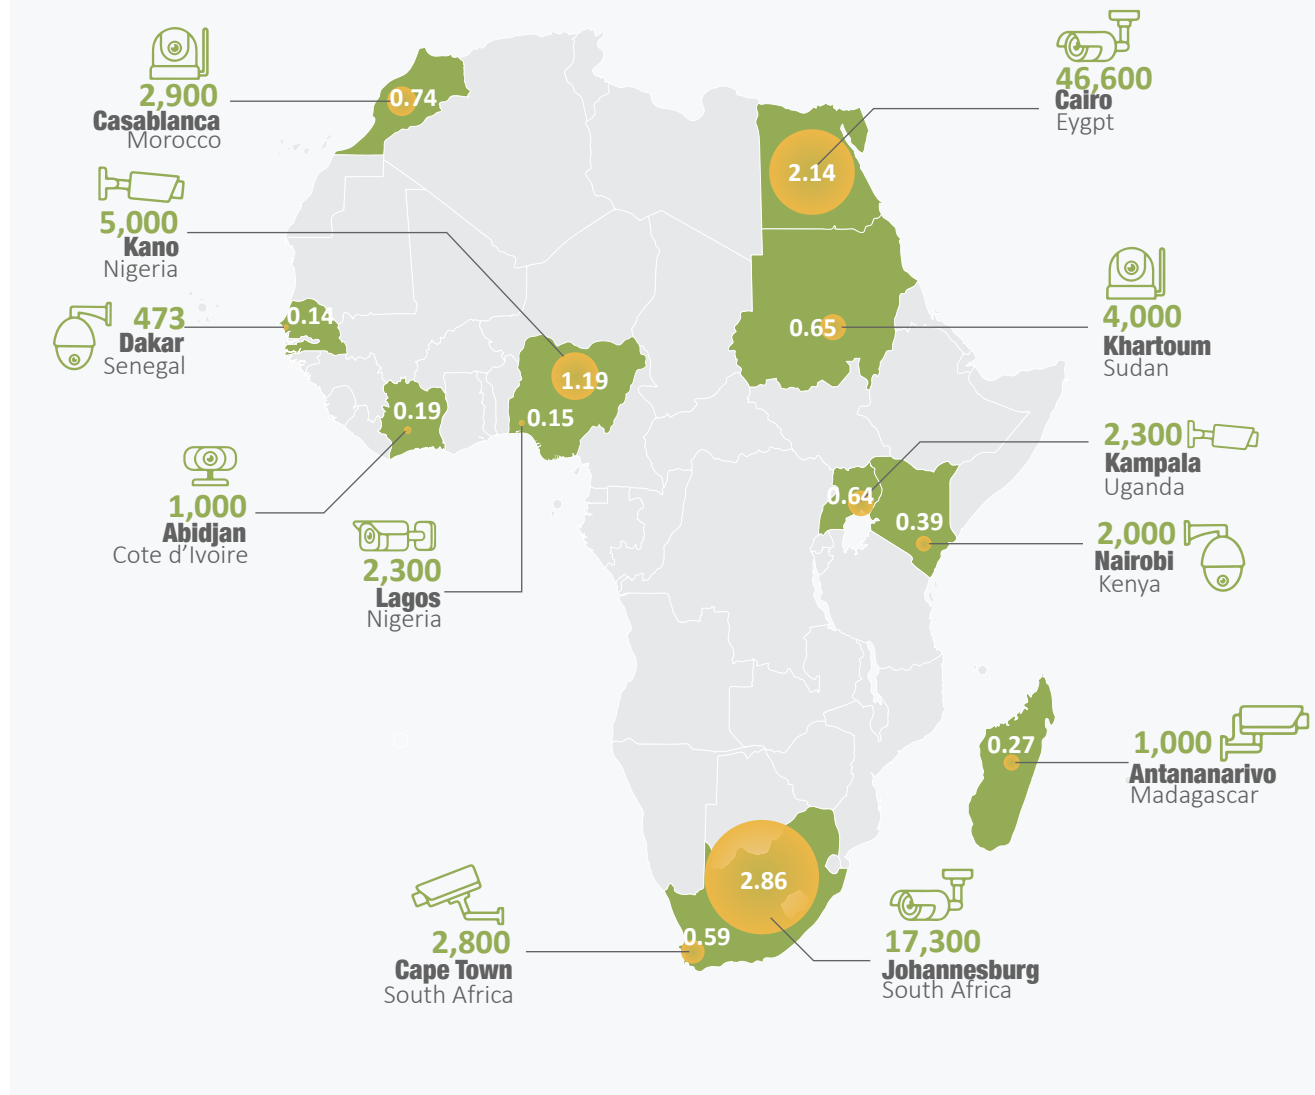 2,900
Casablanca
Morocco
0.74
46,600
Cairo
Eygpt
2.14
5,000
Kano
Nigeria
1.19
473
Dakar
Senegal
0.14
4,000
Khartoum
Sudan
0.65
1,000
Abidjan
Cote d’Ivoire
0.19
2,300
Lagos
Nigeria
0.15
2,300
Kampala
Uganda
0.64
2,000
Nairobi
Kenya
0.39
1,000
Antananarivo
Madagascar
0.27
2,800
Cape Town
South Africa
0.59
17,300
Johannesburg
South Africa
2.86